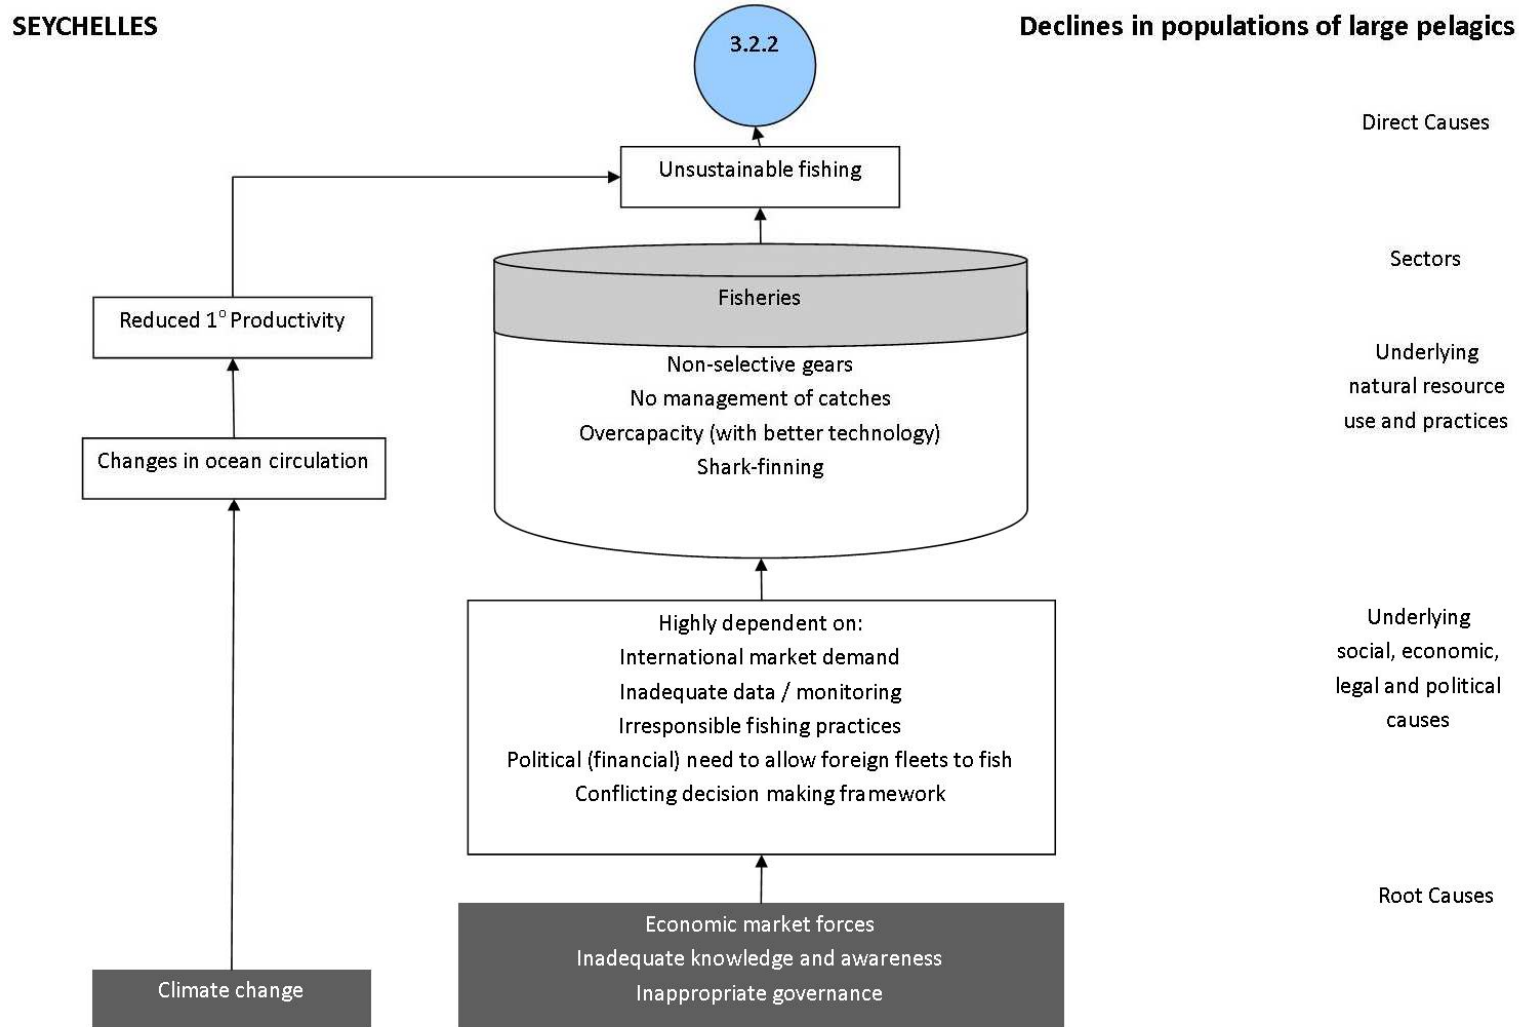 SEYCHELLES
Declines in populations of large pelagics
3.2.2
Direct Causes
Unsustainable fishing
Sectors
Fisheries
Reduced 1° Productivity
Underlying
natural resource
use and practices
Non-selective gears
No management of catches
Overcapacity (with better technology)
Shark-finning
Changes in ocean circulation
Highly dependent on:
International market demand
Inadequate data / monitoring
Irresponsible fishing practices
Political (financial) need to allow foreign fleets to fish
Conflicting decision making framework
Underlying
social, economic,
legal and political
causes
Root Causes
Economic market forces
Inadequate knowledge and awareness
Inappropriate governance
Climate change